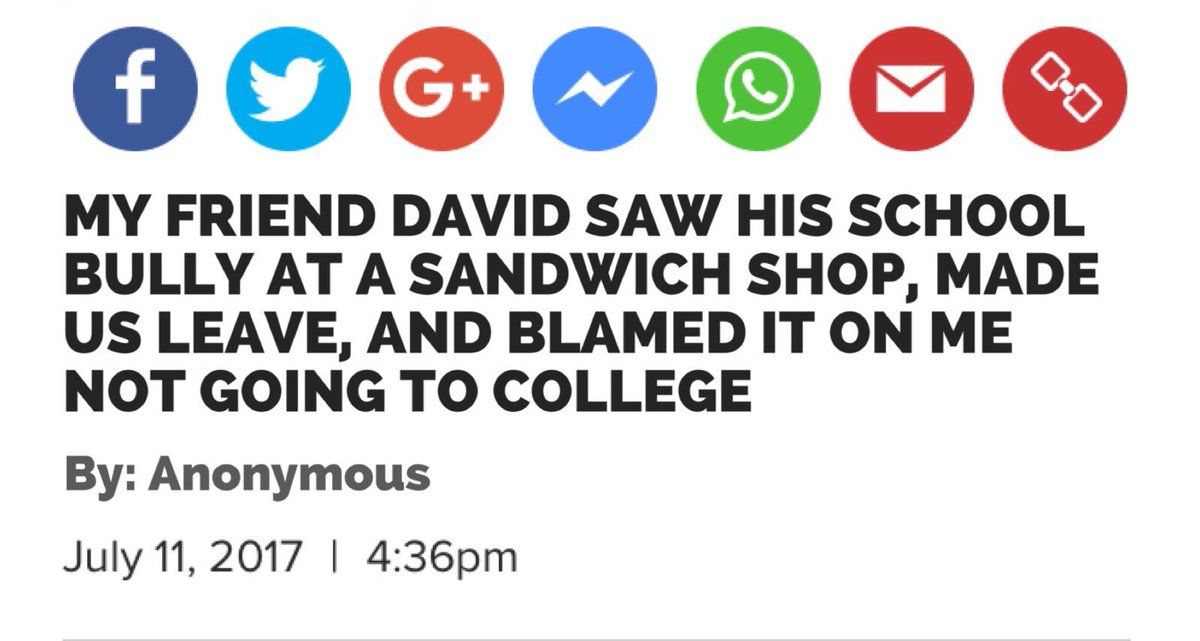 f G+
MY FRIEND DAVID SAW HIS SCHOOL
BULLY AT A SANDWICH SHOP, MADE
US LEAVE, AND BLAMED IT ON ME
NOT GOING TO COLLEGE
By: Anonymous
July 11, 2017 | 4:36pm